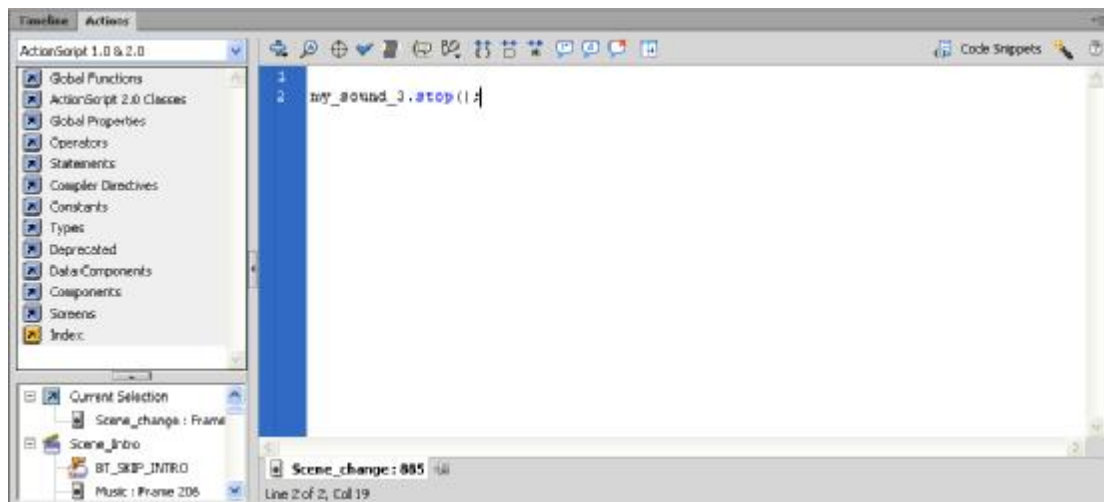 Timeline Actions
ActionScript 1.0 & 2.0
Code Snippets
Global Functions
ActionScript 2.0 Classes
Global Properties
Operators
Statements
Compiler Directives
Constants
Types
Deprecated
Data Components
Components
Screens
Index
1
2 my_sound_3.stop();
Current Selection
Scene_change : Frame
Scene_Intro
BT_SKIP_INTRO
Music : Frame 206
Scene_change : 885
Line 2 of 2, Col 19